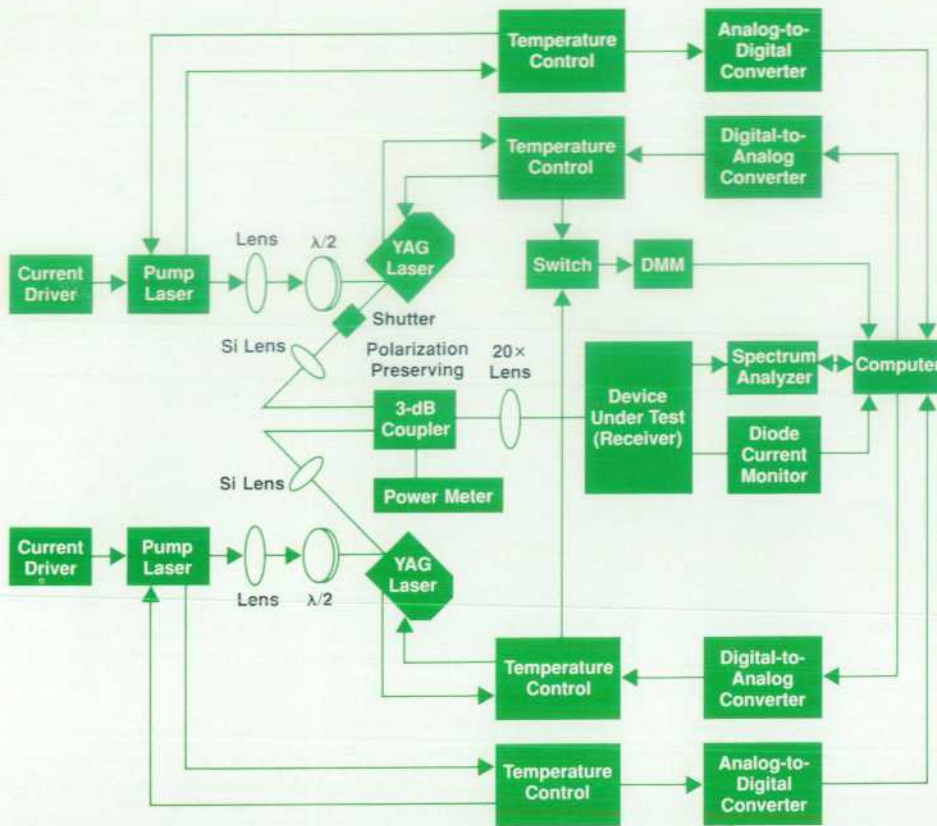 Temperature
Control
Analog-to-
Digital
Converter
Temperature
Control
Digital-to-
Analog
Converter
Current
Driver
Pump
Laser
Lens
λ/2
YAG
Laser
Switch
DMM
Shutter
Si Lens
Polarization
Preserving
3-dB
Coupler
20×
Lens
Device
Under Test
(Receiver)
Spectrum
Analyzer
Computer
Diode
Current
Monitor
Si Lens
Power Meter
Current
Driver
Pump
Laser
Lens
λ/2
YAG
Laser
Temperature
Control
Digital-to-
Analog
Converter
Temperature
Control
Analog-to-
Digital
Converter